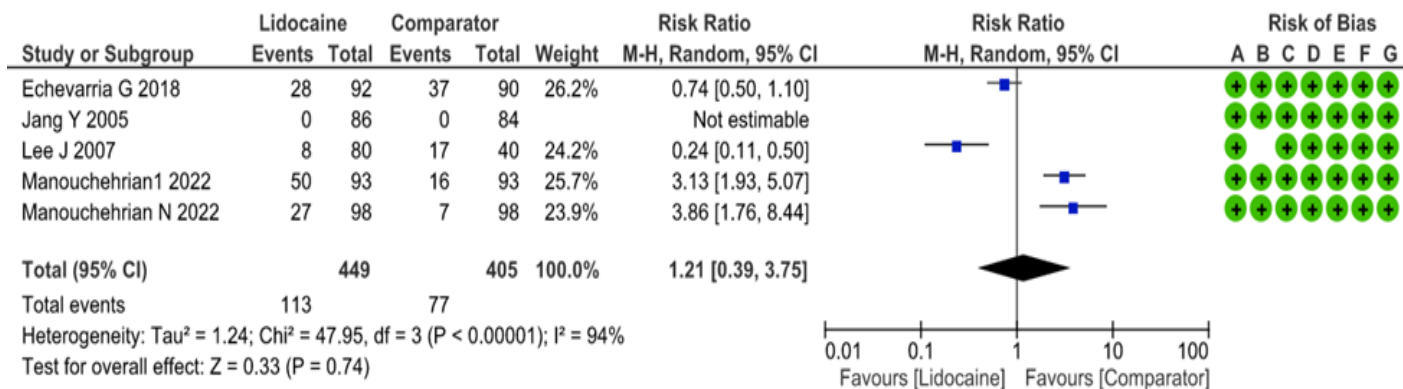 Lidocaine Comparator Risk Ratio Risk Ratio Risk of Bias
Study or Subgroup Events Total Events Total Weight M-H, Random, 95% CI M-H, Random, 95% CI A B C D E F G
Echevarria G 2018 28 92 37 90 26.2% 0.74 [0.50, 1.10] + + + + + + +
Jang Y 2005 0 86 0 84 Not estimable + + + + + + +
Lee J 2007 8 80 17 40 24.2% 0.24 [0.11, 0.50] + + + + + +
Manouchehrian1 2022 50 93 16 93 25.7% 3.13 [1.93, 5.07] + + + + + + +
Manouchehrian N 2022 27 98 7 98 23.9% 3.86 [1.76, 8.44] + + + + + + +
Total (95% CI) 449 405 100.0% 1.21 [0.39, 3.75]
Total events 113 77
Heterogeneity: Tau² = 1.24; Chi² = 47.95, df = 3 (P < 0.00001); I² = 94%
Test for overall effect: Z = 0.33 (P = 0.74)
0.01 0.1 1 10 100
Favours [Lidocaine] Favours [Comparator]